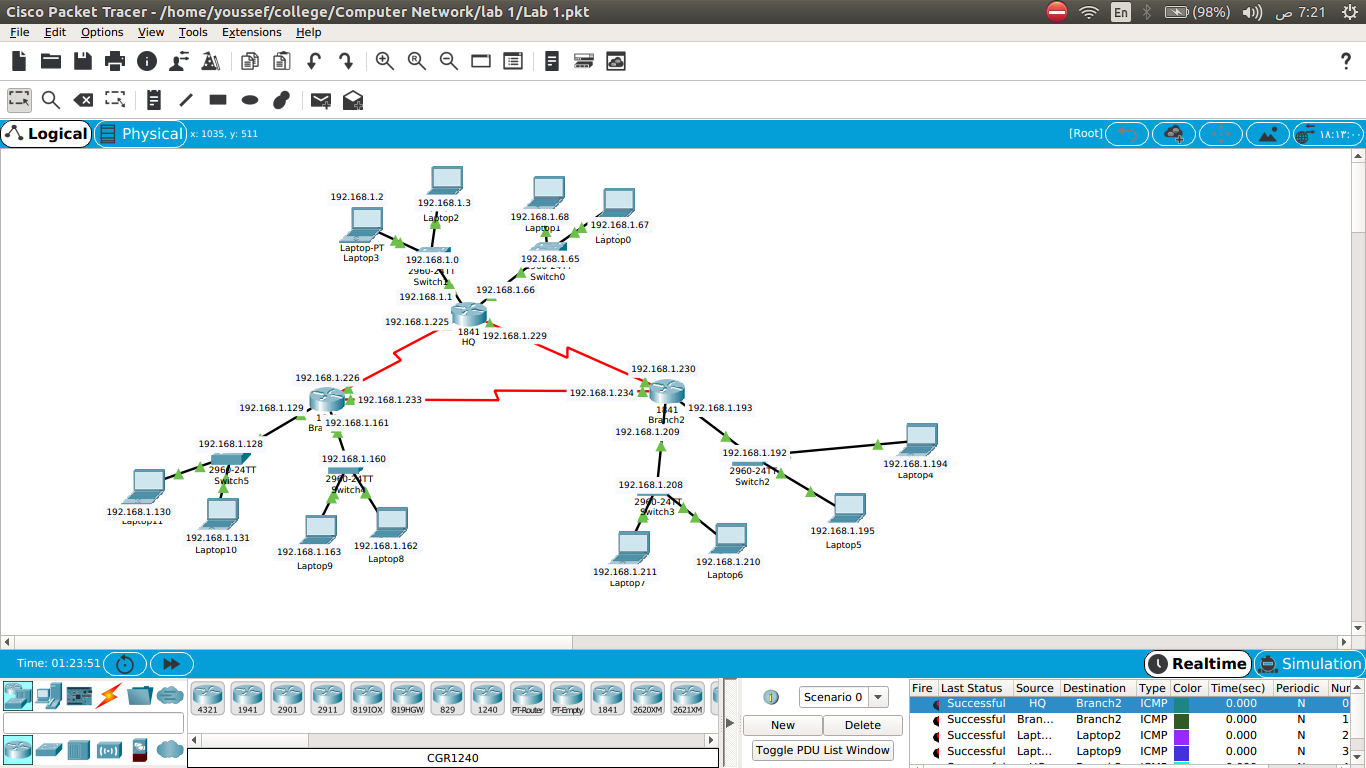 Cisco Packet Tracer - /home/youssef/college/Computer Network/lab 1/Lab 1.pkt
En (98%) 7:21 ص
File Edit Options View Tools Extensions Help
Logical Physical x: 1035, y: 511 [Root] ١٨:١٣:٠٠
192.168.1.2
192.168.1.3
Laptop2
192.168.1.68
Laptop1
192.168.1.67
Laptop0
Laptop-PT
Laptop3
192.168.1.0
2960-24TT
Switch1
192.168.1.65
2960-24TT
Switch0
192.168.1.1
192.168.1.66
192.168.1.225
1841
HQ
192.168.1.229
192.168.1.226
192.168.1.233
192.168.1.230
192.168.1.234
1841
Branch2
192.168.1.193
192.168.1.129
Bra
192.168.1.161
192.168.1.209
192.168.1.128
2960-24TT
Switch5
192.168.1.160
2960-24TT
Switch4
192.168.1.192
2960-24TT
Switch2
192.168.1.194
Laptop4
192.168.1.208
2960-24TT
Switch3
192.168.1.130
Laptop11
192.168.1.131
Laptop10
192.168.1.163
Laptop9
192.168.1.162
Laptop8
192.168.1.195
Laptop5
192.168.1.211
Laptop7
192.168.1.210
Laptop6
Time: 01:23:51 Realtime Simulation
4321 1941 2901 2911 819IOX 819HGW 829 1240 PT-Router PT-Empty 1841 2620XM 2621XM
CGR1240
Scenario 0
New Delete
Toggle PDU List Window
Fire Last Status Source Destination Type Color Time(sec) Periodic Nur
Successful HQ Branch2 ICMP 0.000 N 0
Successful Bran... Branch2 ICMP 0.000 N 1
Successful Lapt... Laptop2 ICMP 0.000 N 2
Successful Lapt... Laptop9 ICMP 0.000 N 3